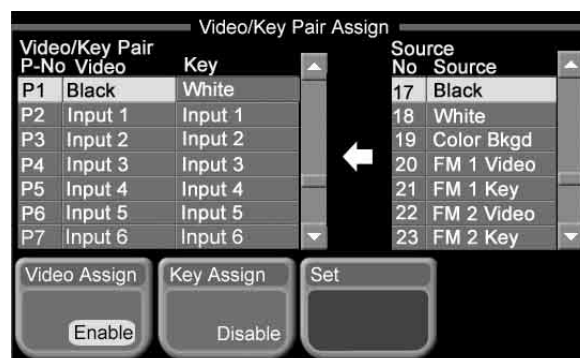 Video/Key Pair Assign
Video/Key Pair
P-No Video Key
P1 Black White
P2 Input 1 Input 1
P3 Input 2 Input 2
P4 Input 3 Input 3
P5 Input 4 Input 4
P6 Input 5 Input 5
P7 Input 6 Input 6
Source
No Source
17 Black
18 White
19 Color Bkgd
20 FM 1 Video
21 FM 1 Key
22 FM 2 Video
23 FM 2 Key
Video Assign
Enable
Key Assign
Disable
Set